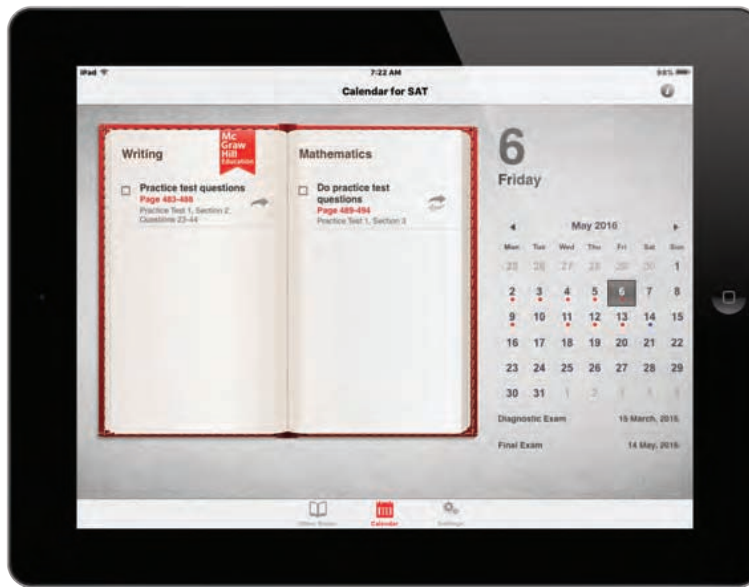 iPad
7:22 AM
98%
Calendar for SAT
Writing
Mc
Graw
Hill
Education
Practice test questions
Page 483-488
Practice Test 1, Section 2
Questions 23-44
Mathematics
Do practice test
questions
Page 489-494
Practice Test 1, Section 3
6
Friday
May 2016
Mon Tue Wed Thu Fri Sat Sun
25 26 27 28 29 30 1
2 3 4 5 6 7 8
9 10 11 12 13 14 15
16 17 18 19 20 21 22
23 24 25 26 27 28 29
30 31 1 2 3 4 5
Diagnostic Exam 15 March, 2016.
Final Exam 14 May, 2016.
Calendar
Settings